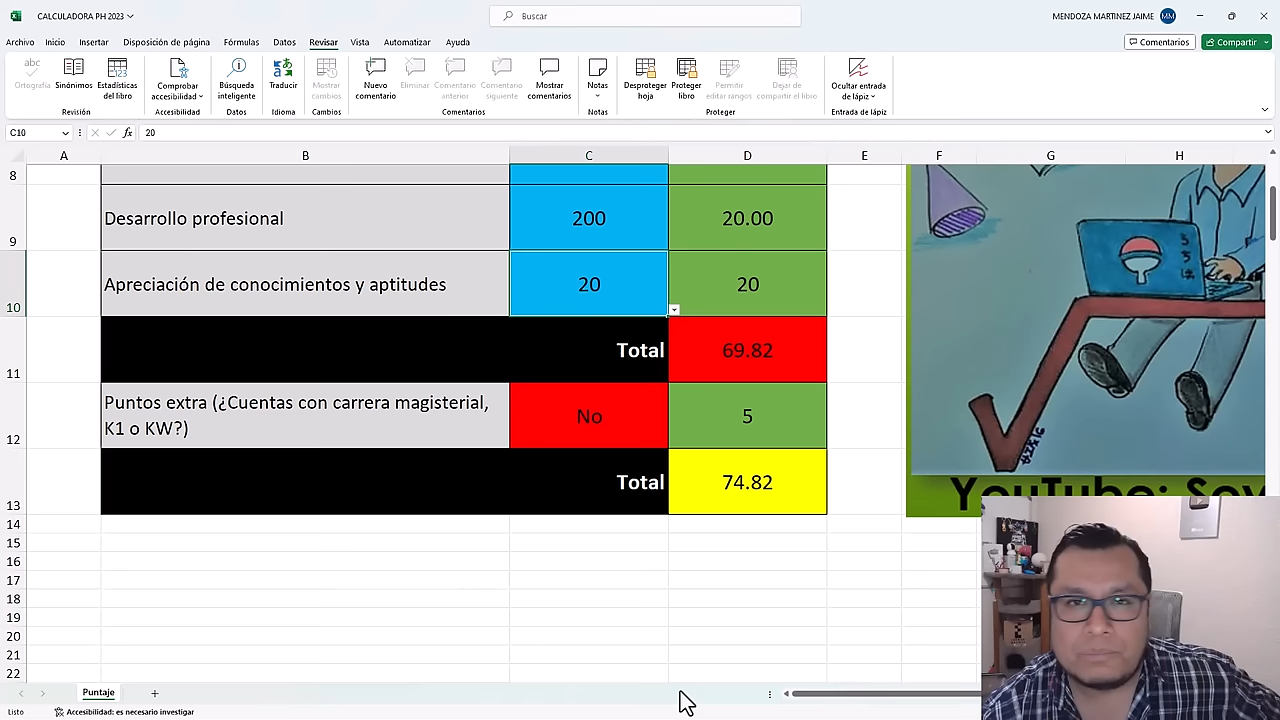 CALCULADORA PH 2023
Buscar
MENDOZA MARTINEZ JAIME
MM
Archivo
Inicio
Insertar
Disposición de página
Fórmulas
Datos
Revisar
Vista
Automatizar
Ayuda
Comentarios
Compartir
abc
Ortografía
Sinónimos
Estadísticas
del libro
Comprobar
accesibilidad
Búsqueda
inteligente
Traducir
Mostrar
cambios
Nuevo
comentario
Eliminar
Comentario
anterior
Comentario
siguiente
Mostrar
comentarios
Notas
Desproteger
hoja
Proteger
libro
Permitir
editar rangos
Dejar de
compartir el libro
Ocultar entrada
de lápiz
Revisión
Accesibilidad
Datos
Idioma
Cambios
Comentarios
Notas
Proteger
Entrada de lápiz
C10
fx
20
A B C D E F G H
8
9 Desarrollo profesional 200 20.00
10 Apreciación de conocimientos y aptitudes 20 20
11 Total 69.82
12 Puntos extra (¿Cuentas con carrera magisterial,
K1 o KW?) No 5
13 Total 74.82
14
15
16
17
18
19
20
21
22
YouTube: Soy
Puntaje
Listo
Accesibilidad: es necesario investigar